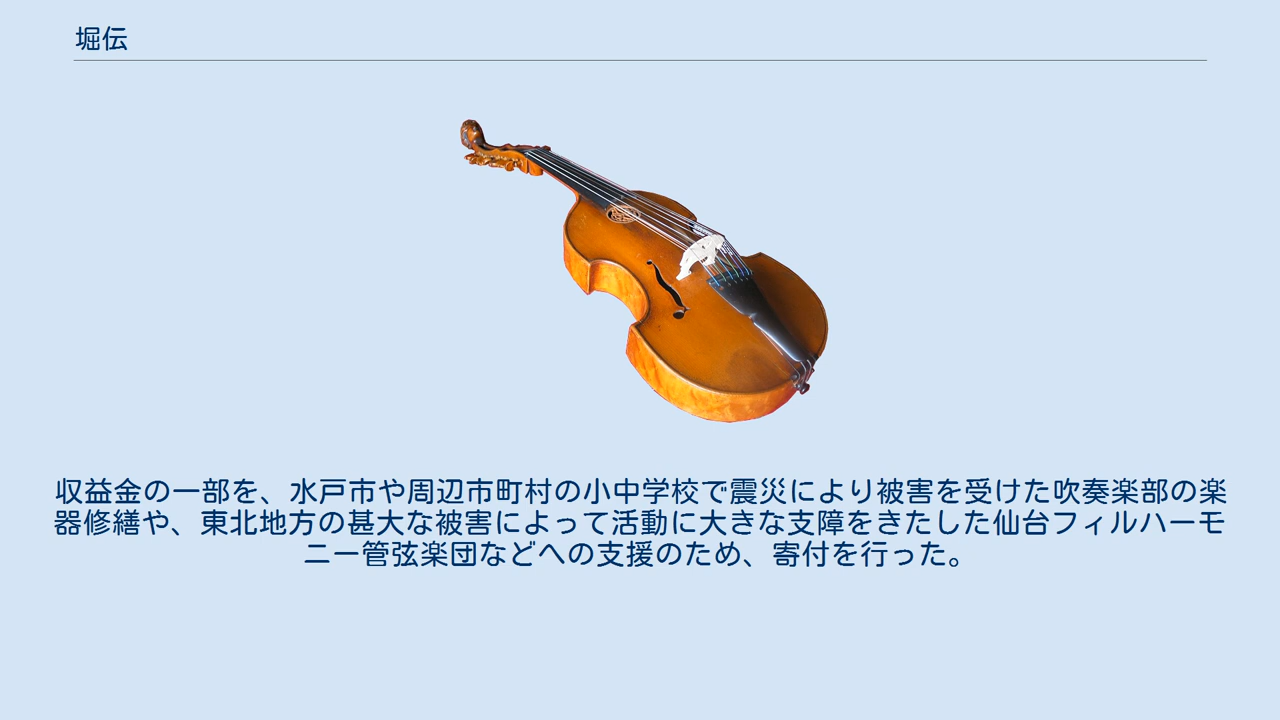 堀伝
収益金の一部を、水戸市や周辺市町村の小中学校で震災により被害を受けた吹奏楽部の楽
器修繕や、東北地方の甚大な被害によって活動に大きな支障をきたした仙台フィルハーモ
ニー管弦楽団などへの支援のため、寄付を行った。